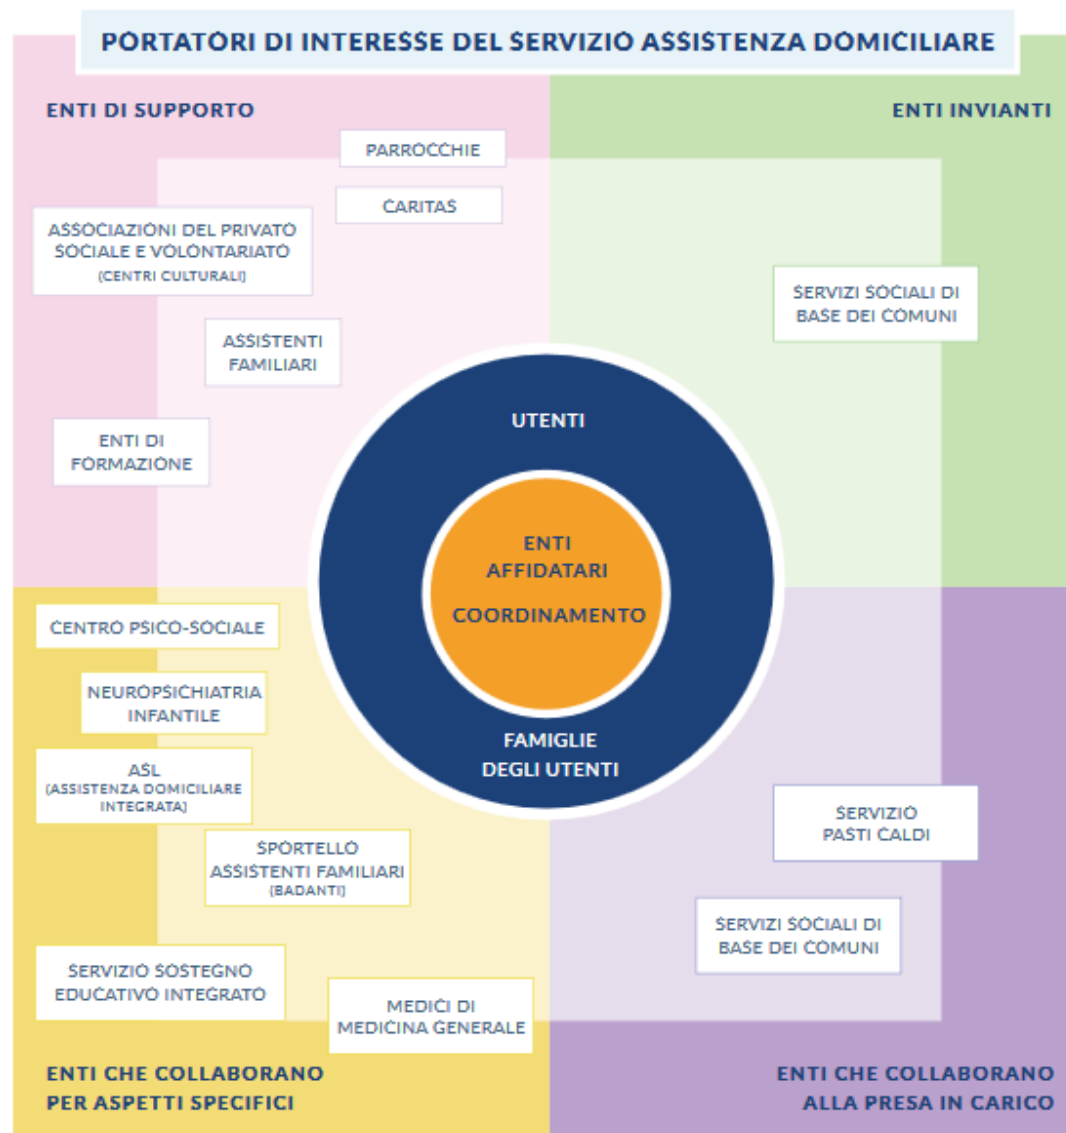 PORTATORI DI INTERESSE DEL SERVIZIO ASSISTENZA DOMICILIARE
ENTI DI SUPPORTO
PARROCCHIE
CARITAS
ASSOCIAZIONI DEL PRIVATO
SOCIALE E VOLONTARIATO
(CENTRI CULTURALI)
ASSISTENTI
FAMILIARI
ENTI DI
FORMAZIONE
ENTI INVIANTI
SERVIZI SOCIALI DI
BASE DEI COMUNI
UTENTI
ENTI
AFFIDATARI
COORDINAMENTO
FAMIGLIE
DEGLI UTENTI
CENTRO PSICO-SOCIALE
NEUROPSICHIATRIA
INFANTILE
ASL
(ASSISTENZA DOMICILIARE
INTEGRATA)
SPORTELLO
ASSISTENTI FAMILIARI
(BADANTI)
SERVIZIO SOSTEGNO
EDUCATIVO INTEGRATO
MEDICI DI
MEDICINA GENERALE
ENTI CHE COLLABORANO
PER ASPETTI SPECIFICI
SERVIZIO
PASTI CALDI
SERVIZI SOCIALI DI
BASE DEI COMUNI
ENTI CHE COLLABORANO
ALLA PRESA IN CARICO